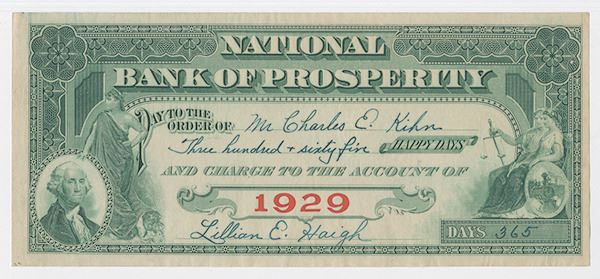 NATIONAL
BANK OF PROSPERITY
PAY TO THE
ORDER OF Mr Charles E. Kihn
Three hundred + sixty five HAPPY DAYS
AND CHARGE TO THE ACCOUNT OF
1929
Lillian E. Haigh
DAYS 365